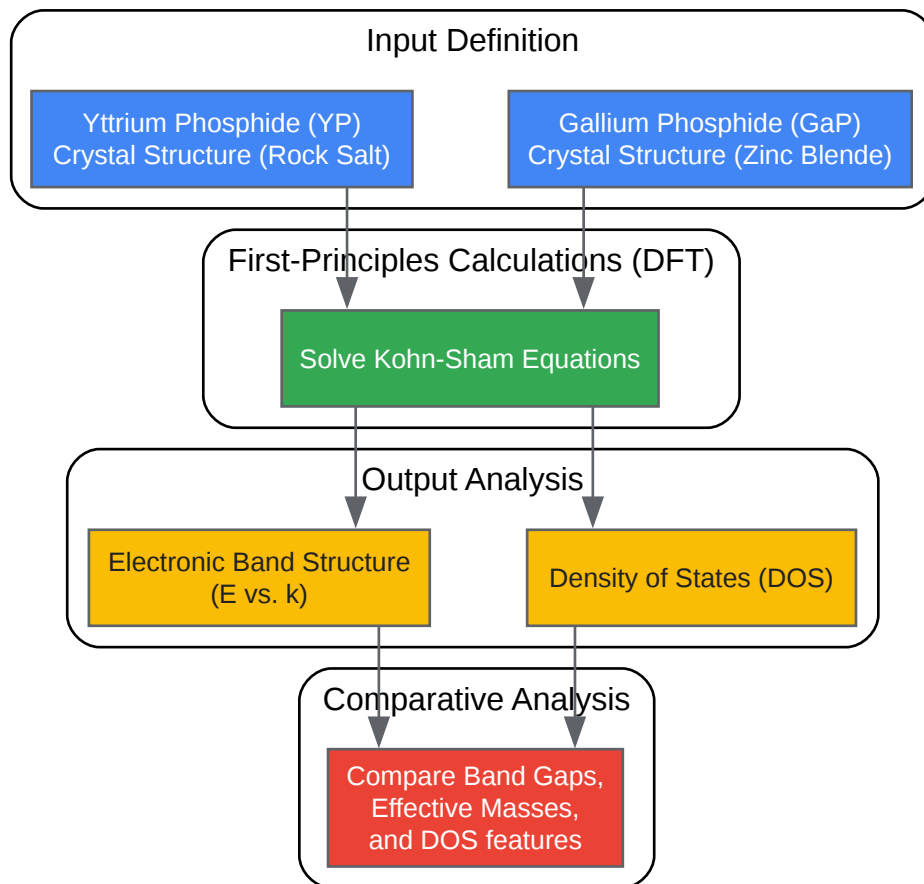 Input Definition
Yttrium Phosphide (YP)
Crystal Structure (Rock Salt)
Gallium Phosphide (GaP)
Crystal Structure (Zinc Blende)
First-Principles Calculations (DFT)
Solve Kohn-Sham Equations
Output Analysis
Electronic Band Structure
(E vs. k)
Density of States (DOS)
Comparative Analysis
Compare Band Gaps,
Effective Masses,
and DOS features